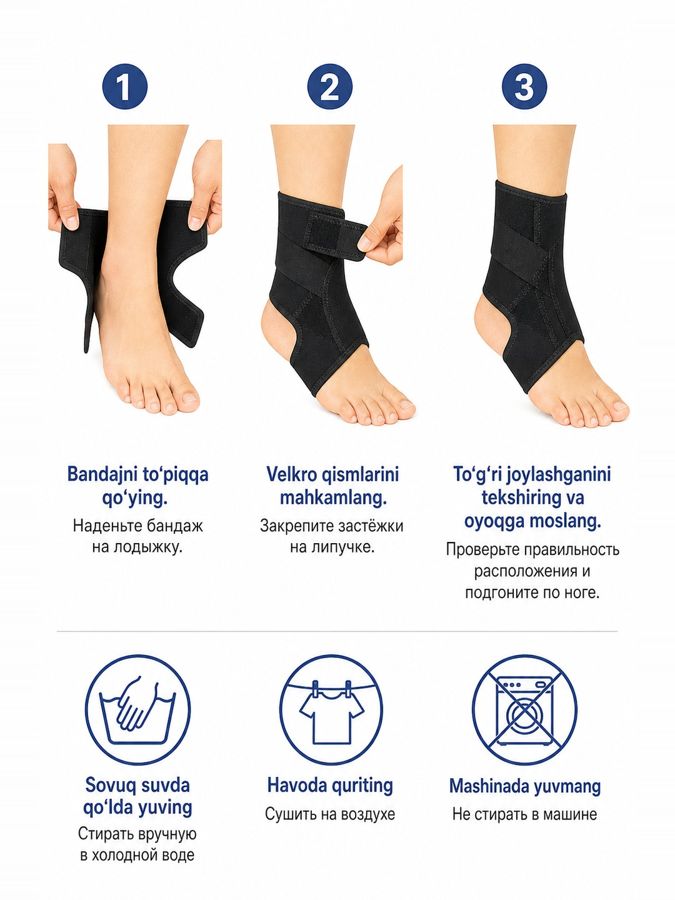 1
2
3
Bandajni to‘piqqa
qo‘ying.
Наденьте бандаж
на лодыжку.
Velkro qismlarini
mahkamlang.
Закрепите застёжки
на липучке.
To‘g‘ri joylashganini
tekshiring va
oyoqga moslang.
Проверьте правильность
расположения и
подгоните по ноге.
Sovuq suvda
qo‘lda yuving
Стирать вручную
в холодной воде
Havoda quriting
Сушить на воздухе
Mashinada yuvmang
Не стирать в машине